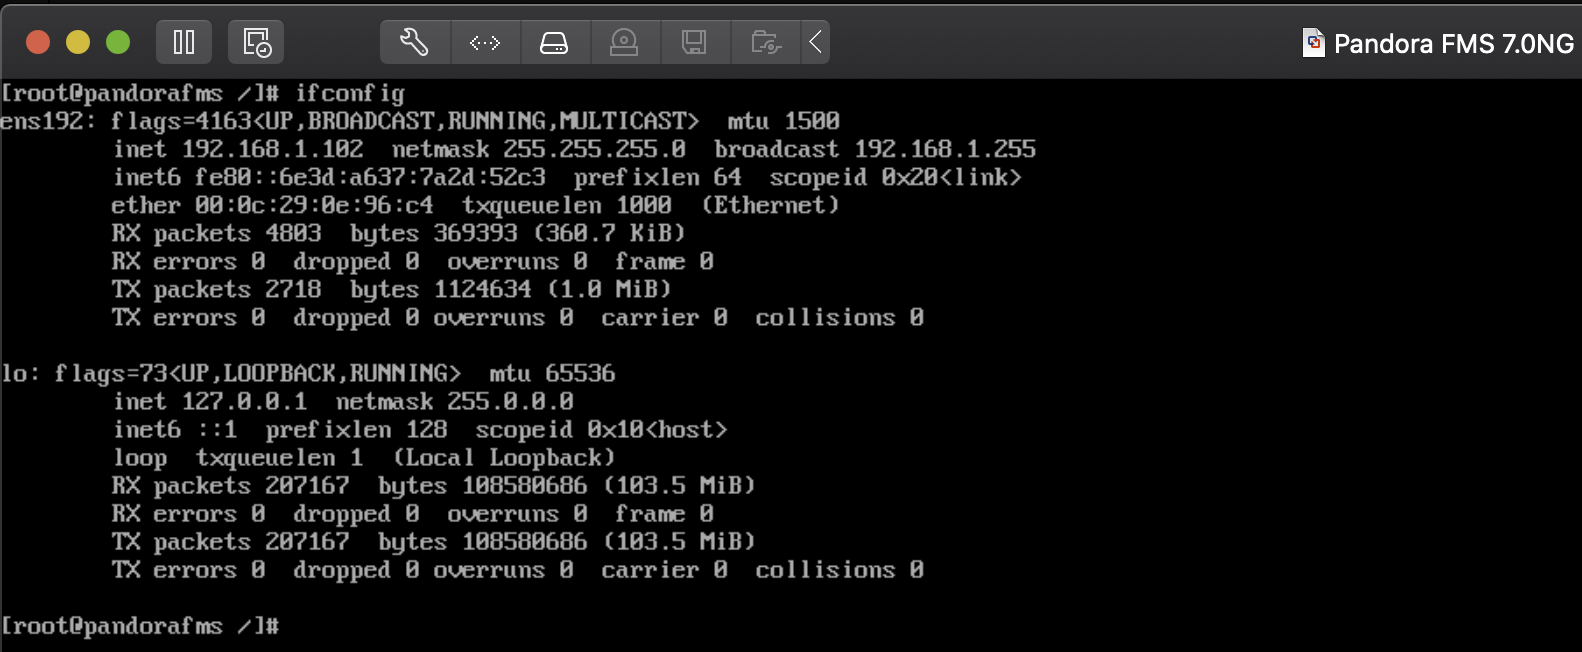 Pandora FMS 7.0NG
[root@pandorafms /]# ifconfig
ens192: flags=4163<UP,BROADCAST,RUNNING,MULTICAST>  mtu 1500
        inet 192.168.1.102  netmask 255.255.255.0  broadcast 192.168.1.255
        inet6 fe80::6e3d:a637:7a2d:52c3  prefixlen 64  scopeid 0x20<link>
        ether 00:0c:29:0e:96:c4  txqueuelen 1000  (Ethernet)
        RX packets 4803  bytes 369393 (360.7 KiB)
        RX errors 0  dropped 0  overruns 0  frame 0
        TX packets 2718  bytes 1124634 (1.0 MiB)
        TX errors 0  dropped 0 overruns 0  carrier 0  collisions 0
lo: flags=73<UP,LOOPBACK,RUNNING>  mtu 65536
        inet 127.0.0.1  netmask 255.0.0.0
        inet6 ::1  prefixlen 128  scopeid 0x10<host>
        loop  txqueuelen 1  (Local Loopback)
        RX packets 207167  bytes 108580686 (103.5 MiB)
        RX errors 0  dropped 0  overruns 0  frame 0
        TX packets 207167  bytes 108580686 (103.5 MiB)
        TX errors 0  dropped 0 overruns 0  carrier 0  collisions 0
[root@pandorafms /]#